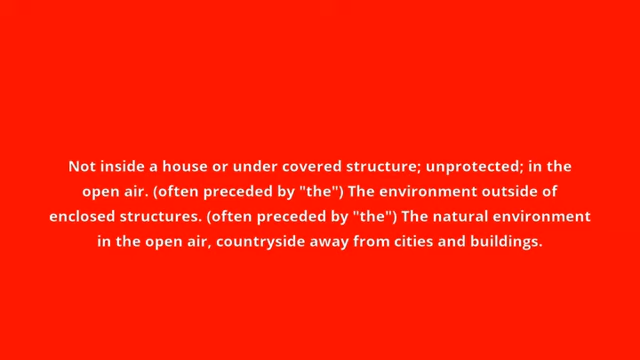 Not inside a house or under covered structure; unprotected; in the
open air. (often preceded by "the") The environment outside of
enclosed structures. (often preceded by "the") The natural environment
in the open air, countryside away from cities and buildings.